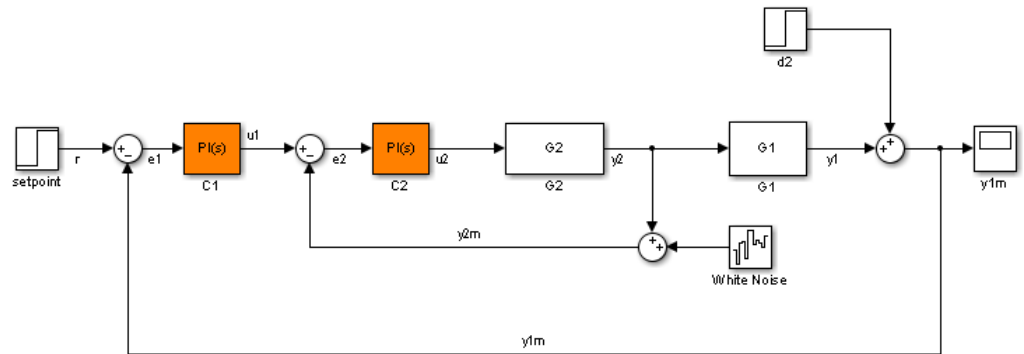 d2
setpoint
r
e1
PI(s)
C1
u1
e2
PI(s)
C2
u2
G2
G2
y2
G1
G1
y1
y1m
y2m
White Noise
y1m